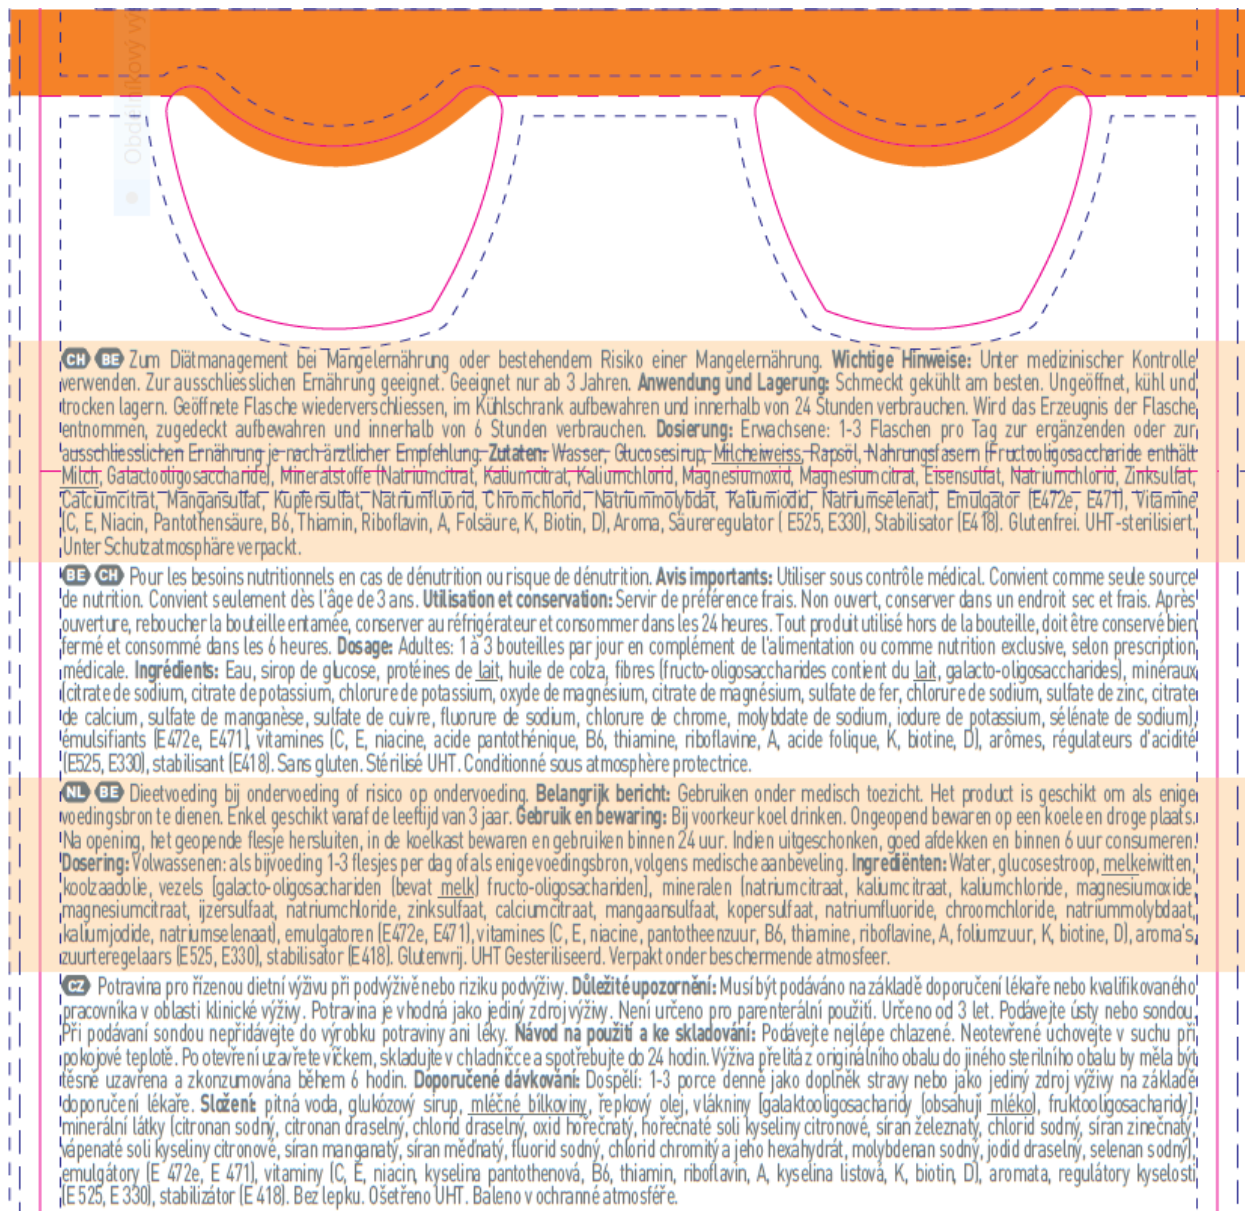 Obdelníkový vý
CH BE Zum Diätmanagement bei Mangelernährung oder bestehendem Risiko einer Mangelernährung. Wichtige Hinweise: Unter medizinischer Kontrolle
verwenden. Zur ausschliesslichen Ernährung geeignet. Geeignet nur ab 3 Jahren. Anwendung und Lagerung: Schmeckt gekühlt am besten. Ungeöffnet, kühl und
trocken lagern. Geöffnete Flasche wiederverschliessen, im Kühlschrank aufbewahren und innerhalb von 24 Stunden verbrauchen. Wird das Erzeugnis der Flasche
entnommen, zugedeckt aufbewahren und innerhalb von 6 Stunden verbrauchen. Dosierung: Erwachsene: 1-3 Flaschen pro Tag zur ergänzenden oder zur
ausschliesslichen Ernährung je nach ärztlicher Empfehlung. Zutaten: Wasser, Glucosesirup, Milcheiweiss, Rapsöl, Nahrungsfasern (Fructooligosaccharide enthält
Milch, Galactooligosaccharide), Mineralstoffe (Natriumcitrat, Kaliumcitrat, Kaliumchlorid, Magnesiumoxid, Magnesiumcitrat, Eisensulfat, Natriumchlorid, Zinksulfat,
Calciumcitrat, Mangansulfat, Kupfersulfat, Natriumfluorid, Chromchlorid, Natriummolybdat, Kaliumiodid, Natriumselenat), Emulgator (E472e, E471), Vitamine
(C, E, Niacin, Pantothensäure, B6, Thiamin, Riboflavin, A, Folsäure, K, Biotin, D), Aroma, Säureregulator ( E525, E330), Stabilisator (E418). Glutenfrei. UHT-sterilisiert.
Unter Schutzatmosphäre verpackt.
BE CH Pour les besoins nutritionnels en cas de dénutrition ou risque de dénutrition. Avis importants: Utiliser sous contrôle médical. Convient comme seule source
de nutrition. Convient seulement dès l'âge de 3 ans. Utilisation et conservation: Servir de préférence frais. Non ouvert, conserver dans un endroit sec et frais. Après
ouverture, reboucher la bouteille entamée, conserver au réfrigérateur et consommer dans les 24 heures. Tout produit utilisé hors de la bouteille, doit être conservé bien
fermé et consommé dans les 6 heures. Dosage: Adultes: 1 à 3 bouteilles par jour en complément de l'alimentation ou comme nutrition exclusive, selon prescription
médicale. Ingrédients: Eau, sirop de glucose, protéines de lait, huile de colza, fibres (fructo-oligosaccharides contient du lait, galacto-oligosaccharides), minéraux
(citrate de sodium, citrate de potassium, chlorure de potassium, oxyde de magnésium, citrate de magnésium, sulfate de fer, chlorure de sodium, sulfate de zinc, citrate
de calcium, sulfate de manganèse, sulfate de cuivre, fluorure de sodium, chlorure de chrome, molybdate de sodium, iodure de potassium, sélénate de sodium),
émulsifiants (E472e, E471), vitamines (C, E, niacine, acide pantothénique, B6, thiamine, riboflavine, A, acide folique, K, biotine, D), arômes, régulateurs d'acidité
(E525, E330), stabilisant (E418). Sans gluten. Stérilisé UHT. Conditionné sous atmosphère protectrice.
NL BE Dieetvoeding bij ondervoeding of risico op ondervoeding. Belangrijk bericht: Gebruiken onder medisch toezicht. Het product is geschikt om als enige
voedingsbron te dienen. Enkel geschikt vanaf de leeftijd van 3 jaar. Gebruik en bewaring: Bij voorkeur koel drinken. Ongeopend bewaren op een koele en droge plaats.
Na opening, het geopende flesje hersluiten, in de koelkast bewaren en gebruiken binnen 24 uur. Indien uitgeschonken, goed afdekken en binnen 6 uur consumeren.
Dosering: Volwassenen: als bijvoeding 1-3 flesjes per dag of als enige voedingsbron, volgens medische aanbeveling. Ingrediënten: Water, glucosestroop, melkeiwitten,
koolzaadolie, vezels [galacto-oligosachariden (bevat melk) fructo-oligosachariden], mineralen (natriumcitraat, kaliumcitraat, kaliumchloride, magnesiumoxide,
magnesiumcitraat, ijzersulfaat, natriumchloride, zinksulfaat, calciumcitraat, mangaansulfaat, kopersulfaat, natriumfluoride, chroomchloride, natriummolybdaat,
kaliumjodide, natriumselenaat), emulgatoren (E472e, E471), vitamines (C, E, niacine, pantotheenzuur, B6, thiamine, riboflavine, A, foliumzuur, K, biotine, D), aroma's,
zuurteregelaars (E525, E330), stabilisator (E418). Glutenvrij. UHT Gesteriliseerd. Verpakt onder beschermende atmosfeer.
CZ Potravina pro řízenou dietní výživu při podvýživě nebo riziku podvýživy. Důležité upozornění: Musí být podáváno na základě doporučení lékaře nebo kvalifikovaného
pracovníka v oblasti klinické výživy. Potravina je vhodná jako jediný zdroj výživy. Není určeno pro parenterální použití. Určeno od 3 let. Podávejte ústy nebo sondou.
Při podávaní sondou nepřidávejte do výrobku potraviny ani léky. Návod na použití a ke skladování: Podávejte nejlépe chlazené. Neotevřené uchovejte v suchu při
pokojové teplotě. Po otevření uzavřete víčkem, skladujte v chladničce a spotřebujte do 24 hodin. Výživa přelitá z originálního obalu do jiného sterilního obalu by měla být
těsně uzavřena a zkonzumována během 6 hodin. Doporučené dávkování: Dospělí: 1-3 porce denně jako doplněk stravy nebo jako jediný zdroj výživy na základě
doporučení lékaře. Složení: pitná voda, glukózový sirup, mléčné bílkoviny, řepkový olej, vlákniny [galaktooligosacharidy (obsahují mléko), fruktooligosacharidy],
minerální látky (citronan sodný, citronan draselný, chlorid draselný, oxid hořečnatý, hořečnaté soli kyseliny citronové, síran železnatý, chlorid sodný, síran zinečnatý,
vápenaté soli kyseliny citronové, síran manganatý, síran měďnatý, fluorid sodný, chlorid chromitý a jeho hexahydrát, molybdenan sodný, jodid draselný, selenan sodný),
emulgátory (E 472e, E 471), vitaminy (C, E, niacin, kyselina pantothenová, B6, thiamin, riboflavin, A, kyselina listová, K, biotin, D), aromata, regulátory kyselosti
(E 525, E 330), stabilizátor (E 418). Bez lepku. Ošetřeno UHT. Baleno v ochranné atmosféře.